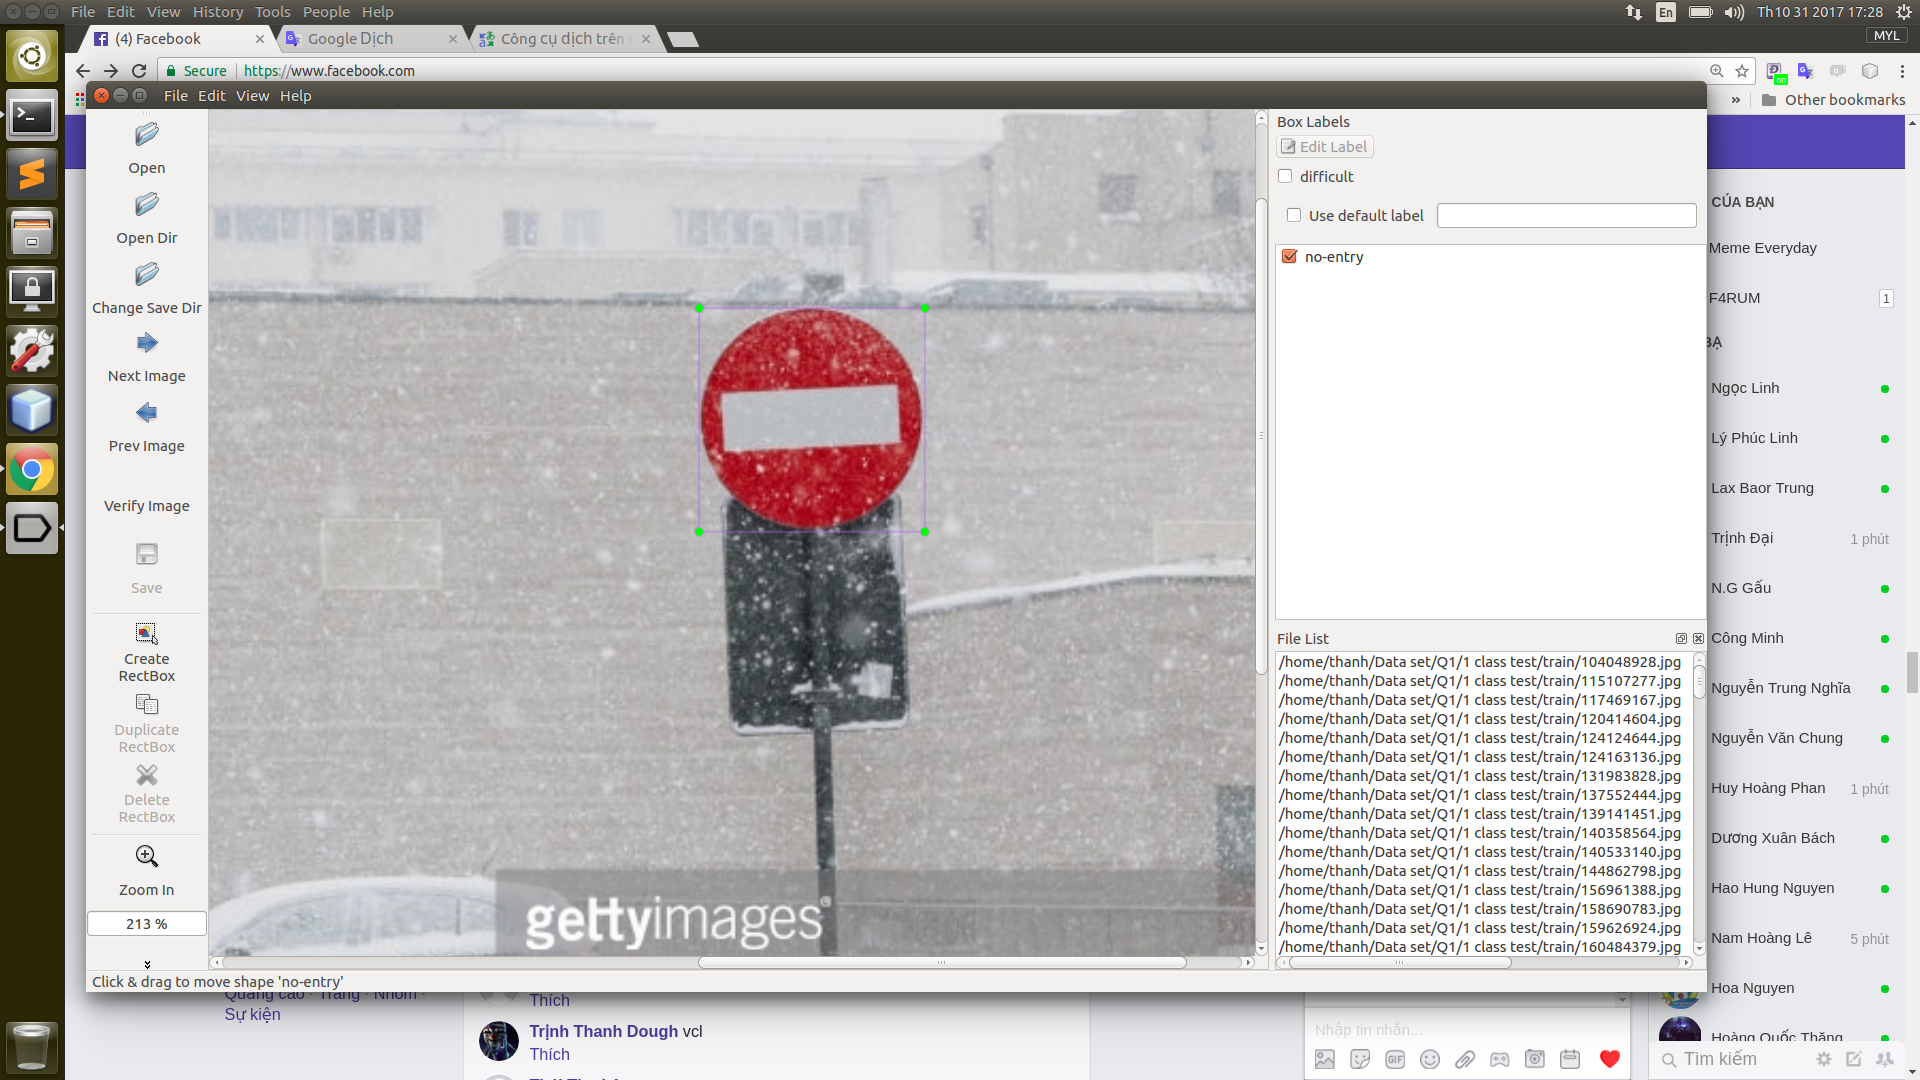 File Edit View History Tools People Help
En
Th10 31 2017 17:28
(4) Facebook
Google Dịch
Công cụ dịch trên
MYL
Secure
https://www.facebook.com
on
Other bookmarks
File Edit View Help
Open
Open Dir
Change Save Dir
Next Image
Prev Image
Verify Image
Save
Create
RectBox
Duplicate
RectBox
Delete
RectBox
Zoom In
213 %
gettyimages
Click & drag to move shape 'no-entry'
Box Labels
Edit Label
difficult
Use default label
no-entry
File List
/home/thanh/Data set/Q1/1 class test/train/104048928.jpg
/home/thanh/Data set/Q1/1 class test/train/115107277.jpg
/home/thanh/Data set/Q1/1 class test/train/117469167.jpg
/home/thanh/Data set/Q1/1 class test/train/120414604.jpg
/home/thanh/Data set/Q1/1 class test/train/124124644.jpg
/home/thanh/Data set/Q1/1 class test/train/124163136.jpg
/home/thanh/Data set/Q1/1 class test/train/131983828.jpg
/home/thanh/Data set/Q1/1 class test/train/137552444.jpg
/home/thanh/Data set/Q1/1 class test/train/139141451.jpg
/home/thanh/Data set/Q1/1 class test/train/140358564.jpg
/home/thanh/Data set/Q1/1 class test/train/140533140.jpg
/home/thanh/Data set/Q1/1 class test/train/144862798.jpg
/home/thanh/Data set/Q1/1 class test/train/156961388.jpg
/home/thanh/Data set/Q1/1 class test/train/158690783.jpg
/home/thanh/Data set/Q1/1 class test/train/159626924.jpg
/home/thanh/Data set/Q1/1 class test/train/160484379.jpg
CỦA BẠN
Meme Everyday
F4RUM 1
BẠ
Ngọc Linh
Lý Phúc Linh
Lax Baor Trung
Trịnh Đại 1 phút
N.G Gấu
Công Minh
Nguyễn Trung Nghĩa
Nguyễn Văn Chung
Huy Hoàng Phan 1 phút
Dương Xuân Bách
Hao Hung Nguyen
Nam Hoàng Lê 5 phút
Hoa Nguyen
Hoàng Quốc Thăng
Tìm kiếm
Quảng cáo · Trang · Nhóm ·
Sự kiện
Thích
Trịnh Thanh Dough vcl
Thích
Nhập tin nhắn...
GIF